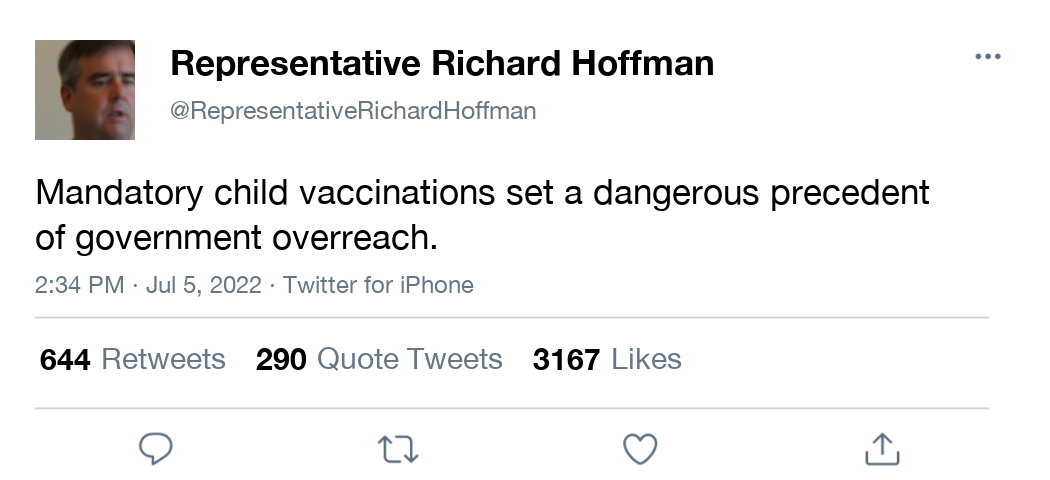 Representative Richard Hoffman
@RepresentativeRichardHoffman
Mandatory child vaccinations set a dangerous precedent
of government overreach.
2:34 PM · Jul 5, 2022 · Twitter for iPhone
644 Retweets 290 Quote Tweets 3167 Likes